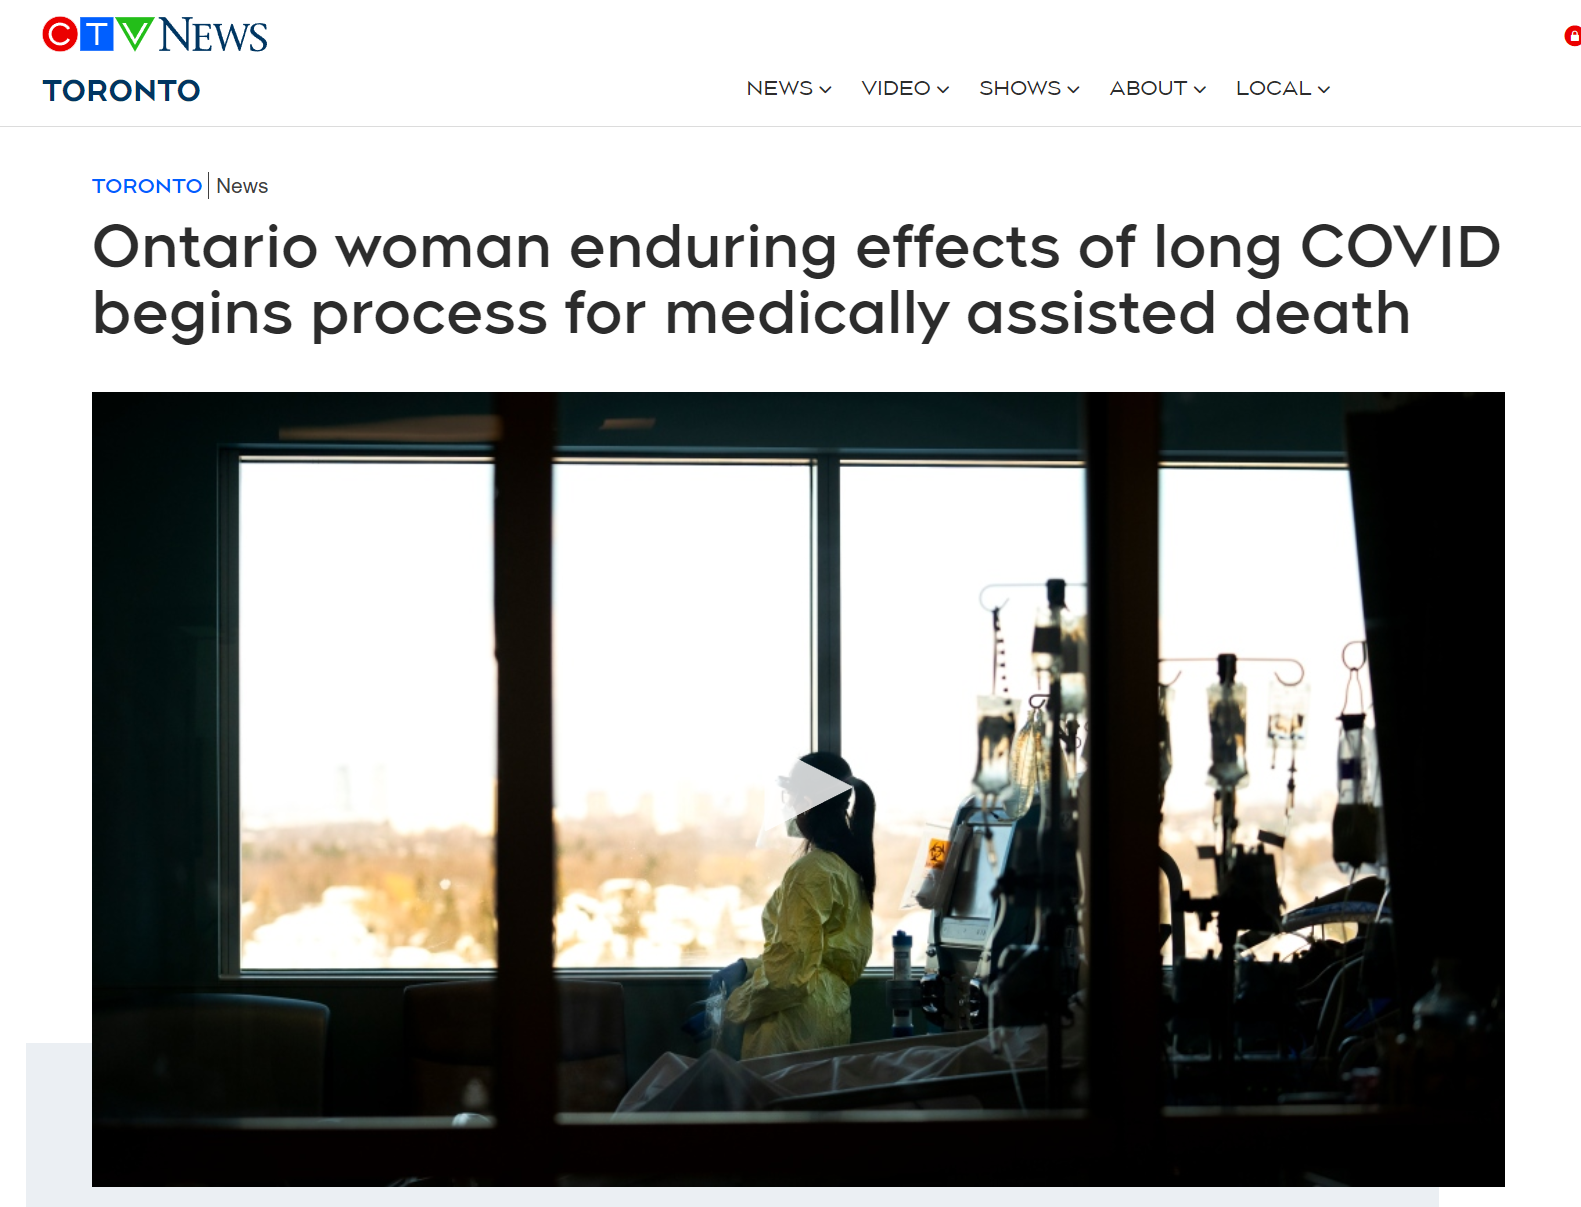 CTV NEWS
TORONTO
NEWS VIDEO SHOWS ABOUT LOCAL
TORONTO | News
Ontario woman enduring effects of long COVID
begins process for medically assisted death